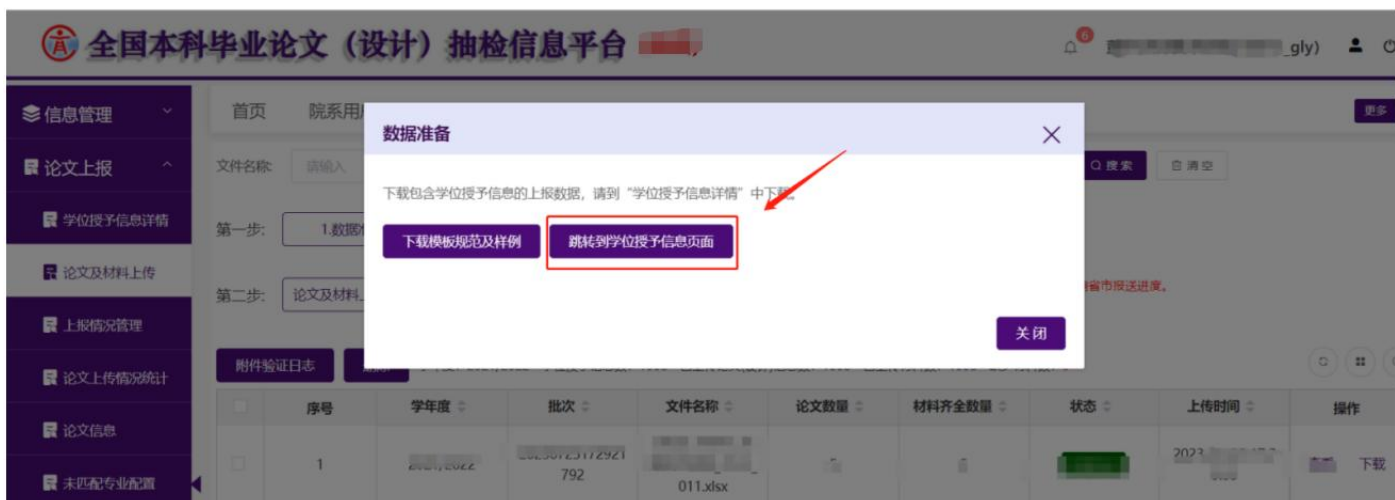 全国本科毕业论文（设计）抽检信息平台
6
_gly)
信息管理
首页 院系用
更多
数据准备
论文上报
文件名称: 请输入
搜索 清空
下载包含学位授予信息的上报数据，请到“学位授予信息详情”中下载。
学位授予信息详情
第一步: 1.数据
下载模板规范及样例 跳转到学位授予信息页面
论文及材料上传
第二步: 论文及材料_
省市报送进度。
上报情况管理
关闭
附件验证日志
论文上传情况统计
序号 学年度 批次 文件名称 论文数量 材料齐全数量 状态 上传时间 操作
论文信息
1
792
011.xlsx
2023
下载
未匹配专业配置